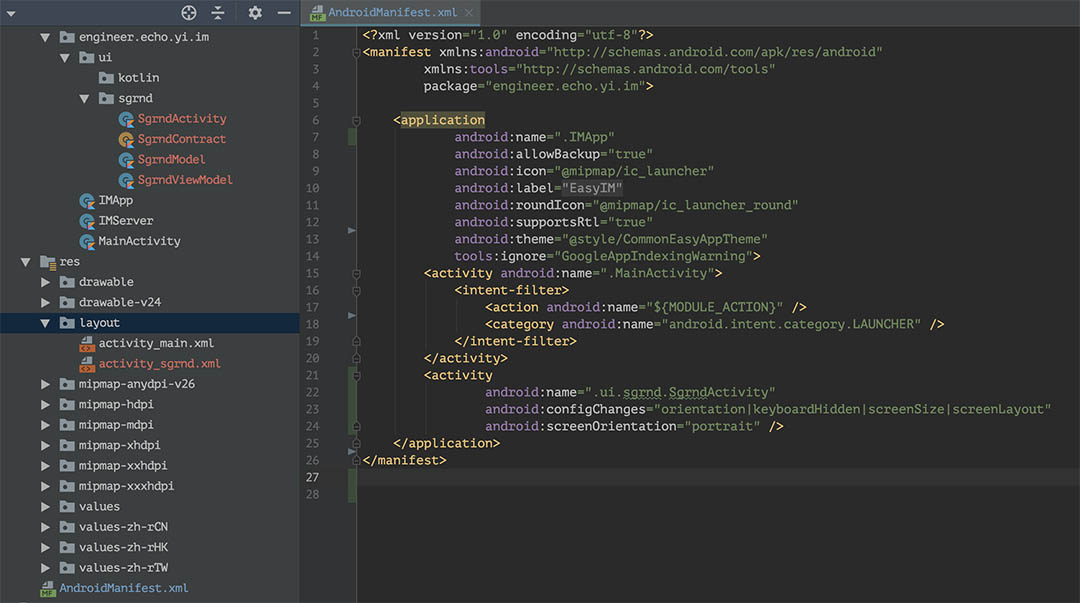 engineer.echo.yi.im
ui
kotlin
sgrnd
SgrndActivity
SgrndContract
SgrndModel
SgrndViewModel
IMApp
IMServer
MainActivity
res
drawable
drawable-v24
layout
activity_main.xml
activity_sgrnd.xml
mipmap-anydpi-v26
mipmap-hdpi
mipmap-mdpi
mipmap-xhdpi
mipmap-xxhdpi
mipmap-xxxhdpi
values
values-zh-rCN
values-zh-rHK
values-zh-rTW
MF AndroidManifest.xml
MF AndroidManifest.xml
1 <?xml version="1.0" encoding="utf-8"?>
2 <manifest xmlns:android="http://schemas.android.com/apk/res/android"
3 xmlns:tools="http://schemas.android.com/tools"
4 package="engineer.echo.yi.im">
5
6 <application
7 android:name=".IMApp"
8 android:allowBackup="true"
9 android:icon="@mipmap/ic_launcher"
10 android:label="EasyIM"
11 android:roundIcon="@mipmap/ic_launcher_round"
12 android:supportsRtl="true"
13 android:theme="@style/CommonEasyAppTheme"
14 tools:ignore="GoogleAppIndexingWarning">
15 <activity android:name=".MainActivity">
16 <intent-filter>
17 <action android:name="${MODULE_ACTION}" />
18 <category android:name="android.intent.category.LAUNCHER" />
19 </intent-filter>
20 </activity>
21 <activity
22 android:name=".ui.sgrnd.SgrndActivity"
23 android:configChanges="orientation|keyboardHidden|screenSize|screenLayout"
24 android:screenOrientation="portrait" />
25 </application>
26 </manifest>
27
28